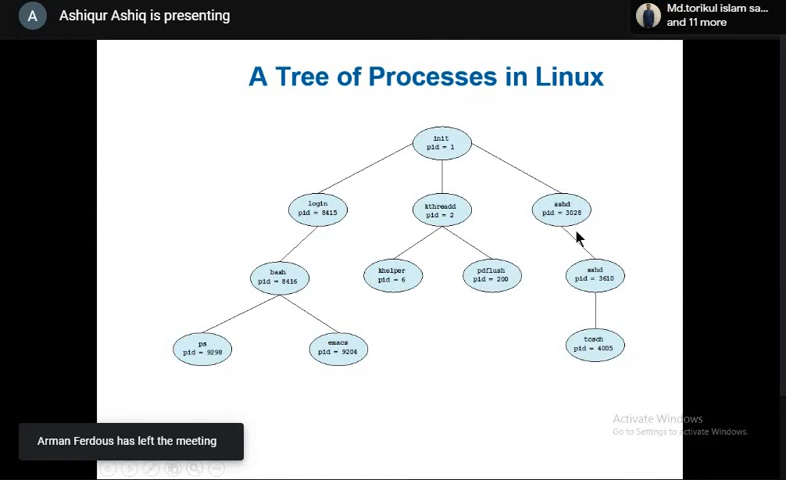 A
Ashiqur Ashiq is presenting
Md.torikul islam sa...
and 11 more
A Tree of Processes in Linux
init
pid = 1
login
pid = 8415
kthreadd
pid = 2
sshd
pid = 3028
bash
pid = 8416
khelper
pid = 6
pdflush
pid = 200
sshd
pid = 3610
ps
pid = 9298
emacs
pid = 9204
tcsch
pid = 4005
Activate Windows
Go to Settings to activate Windows.
Arman Ferdous has left the meeting